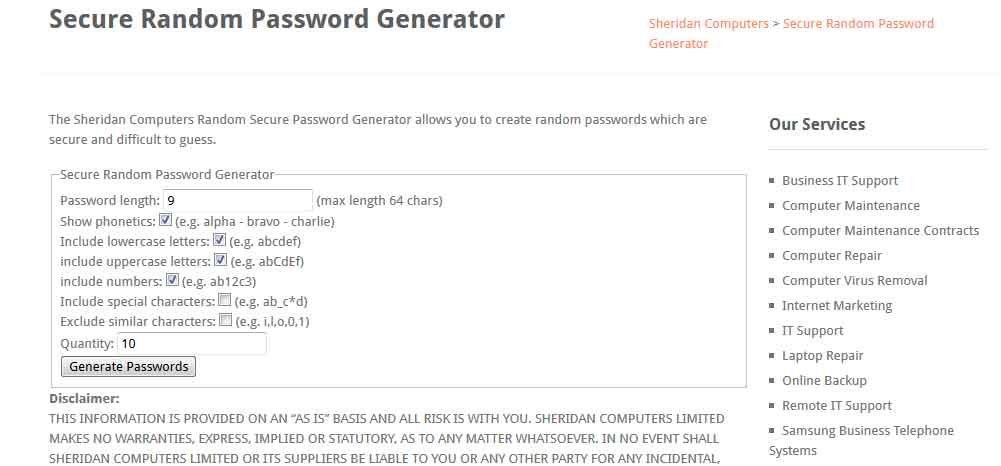 Secure Random Password Generator
Sheridan Computers > Secure Random Password
Generator
The Sheridan Computers Random Secure Password Generator allows you to create random passwords which are
secure and difficult to guess.
Secure Random Password Generator
Password length: 9 (max length 64 chars)
Show phonetics: (e.g. alpha - bravo - charlie)
Include lowercase letters: (e.g. abcdef)
include uppercase letters: (e.g. abCdEf)
include numbers: (e.g. ab12c3)
Include special characters: (e.g. ab_c*d)
Exclude similar characters: (e.g. i,l,o,0,1)
Quantity: 10
Generate Passwords
Disclaimer:
THIS INFORMATION IS PROVIDED ON AN “AS IS” BASIS AND ALL RISK IS WITH YOU. SHERIDAN COMPUTERS LIMITED
MAKES NO WARRANTIES, EXPRESS, IMPLIED OR STATUTORY, AS TO ANY MATTER WHATSOEVER. IN NO EVENT SHALL
SHERIDAN COMPUTERS LIMITED OR ITS SUPPLIERS BE LIABLE TO YOU OR ANY OTHER PARTY FOR ANY INCIDENTAL,
Our Services
Business IT Support
Computer Maintenance
Computer Maintenance Contracts
Computer Repair
Computer Virus Removal
Internet Marketing
IT Support
Laptop Repair
Online Backup
Remote IT Support
Samsung Business Telephone
Systems